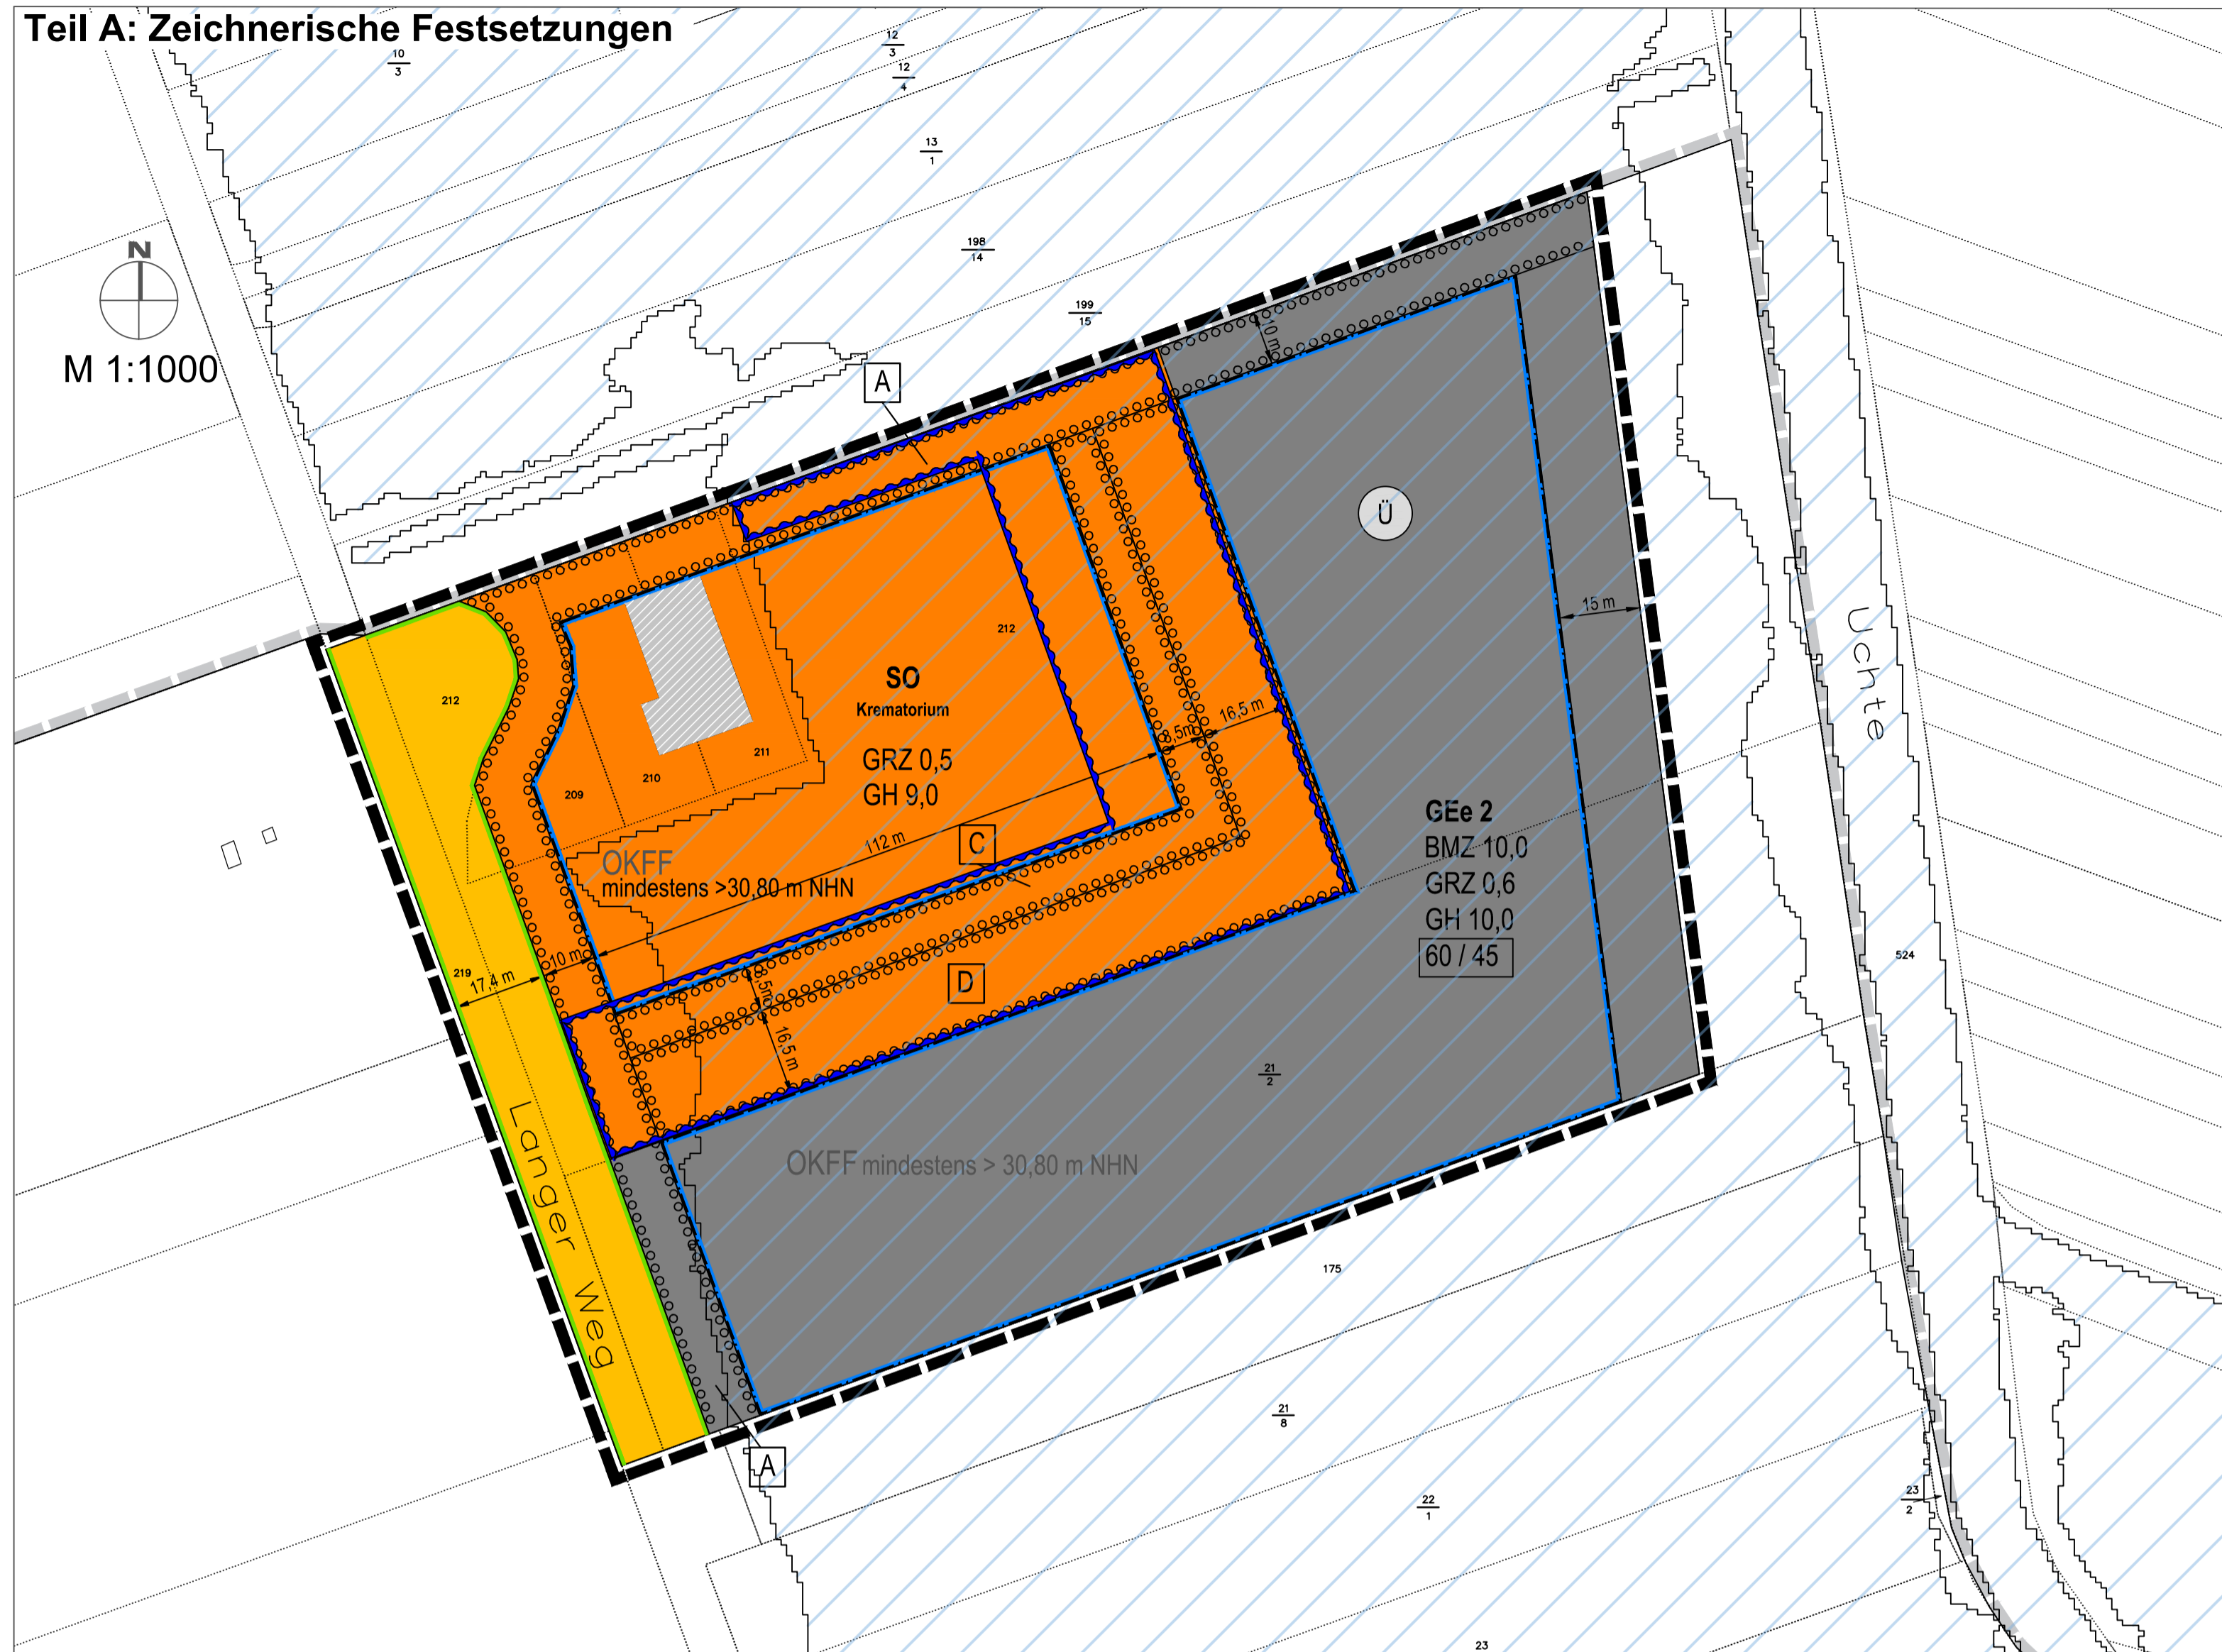 Teil A: Zeichnerische Festsetzungen
10
3
12
3
12
4
13
1
198
14
199
15
N
M 1:1000
A
10 m
Ü
212
SO
Krematorium
GRZ 0,5
GH 9,0
212
211
210
209
8,5m
16,5 m
15 m
Uchte
OKFF
mindestens >30,80 m NHN
112 m
C
GEe 2
BMZ 10,0
GRZ 0,6
GH 10,0
60 / 45
524
219
17,4 m
10 m
8,5m
16,5 m
D
21
2
Langer Weg
OKFF mindestens > 30,80 m NHN
175
A
21
8
22
1
23
2
23